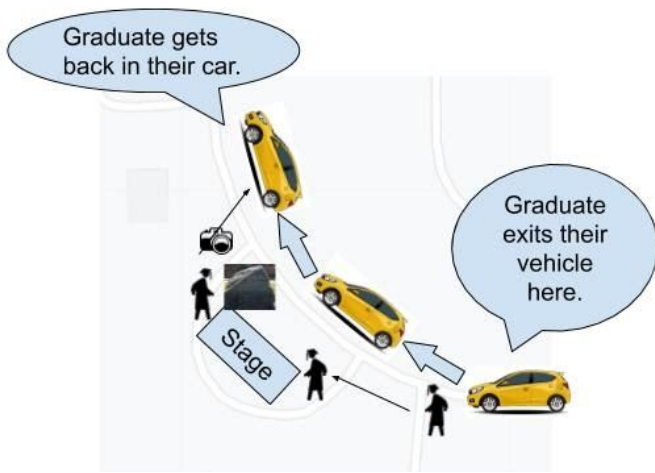 Graduate gets
back in their car.
Graduate
exits their
vehicle
here.
Stage